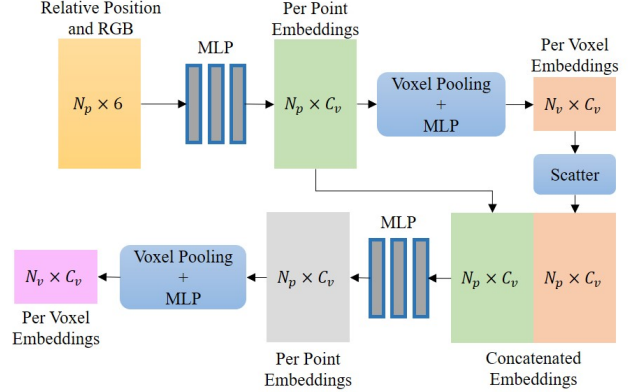 Relative Position
and RGB
N_p × 6
MLP
Per Point
Embeddings
N_p × C_v
Voxel Pooling
+
MLP
Per Voxel
Embeddings
N_v × C_v
Scatter
N_v × C_v
Voxel Pooling
+
MLP
N_p × C_v
MLP
N_p × C_v
N_p × C_v
Per Voxel
Embeddings
Per Point
Embeddings
Concatenated
Embeddings